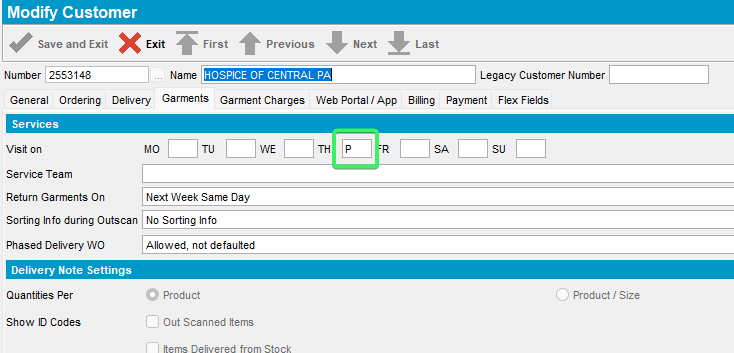 Modify Customer
Save and Exit Exit First Previous Next Last
Number 2553148 ... Name HOSPICE OF CENTRAL PA Legacy Customer Number
General Ordering Delivery Garments Garment Charges Web Portal / App Billing Payment Flex Fields
Services
Visit on MO TU WE TH P FR SA SU
Service Team
Return Garments On Next Week Same Day
Sorting Info during Outscan No Sorting Info
Phased Delivery WO Allowed, not defaulted
Delivery Note Settings
Quantities Per Product Product / Size
Show ID Codes Out Scanned Items
Items Delivered from Stock